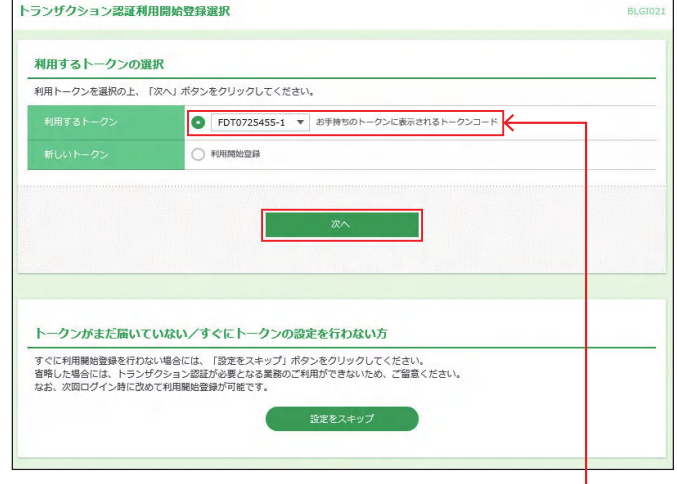 トランザクション認証利用開始登録選択
BLGI021
利用するトークンの選択
利用トークンを選択の上、「次へ」ボタンをクリックしてください。
利用するトークン
FDT0725455-1 ▼ お手持ちのトークンに表示されるトークンコード
新しいトークン
利用開始登録
次へ
トークンがまだ届いていない／すぐにトークンの設定を行わない方
すぐに利用開始登録を行わない場合には、「設定をスキップ」ボタンをクリックしてください。
省略した場合には、トランザクション認証が必要となる業務のご利用ができないため、ご留意ください。
なお、次回ログイン時に改めて利用開始登録が可能です。
設定をスキップ